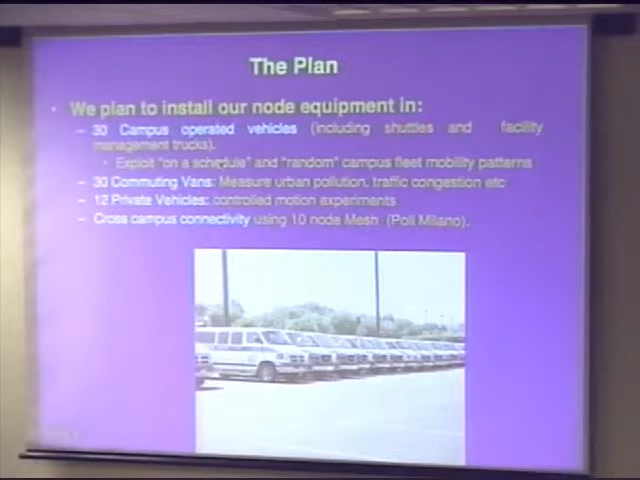 The Plan
• We plan to install our node equipment in:
– 30 Campus operated vehicles (including shuttles and facility
management trucks).
• Exploit "on a schedule" and "random" campus fleet mobility patterns
– 30 Commuting Vans: Measure urban pollution, traffic congestion etc
– 12 Private Vehicles: controlled motion experiments
– Cross campus connectivity using 10 node Mesh (Poli Milano).